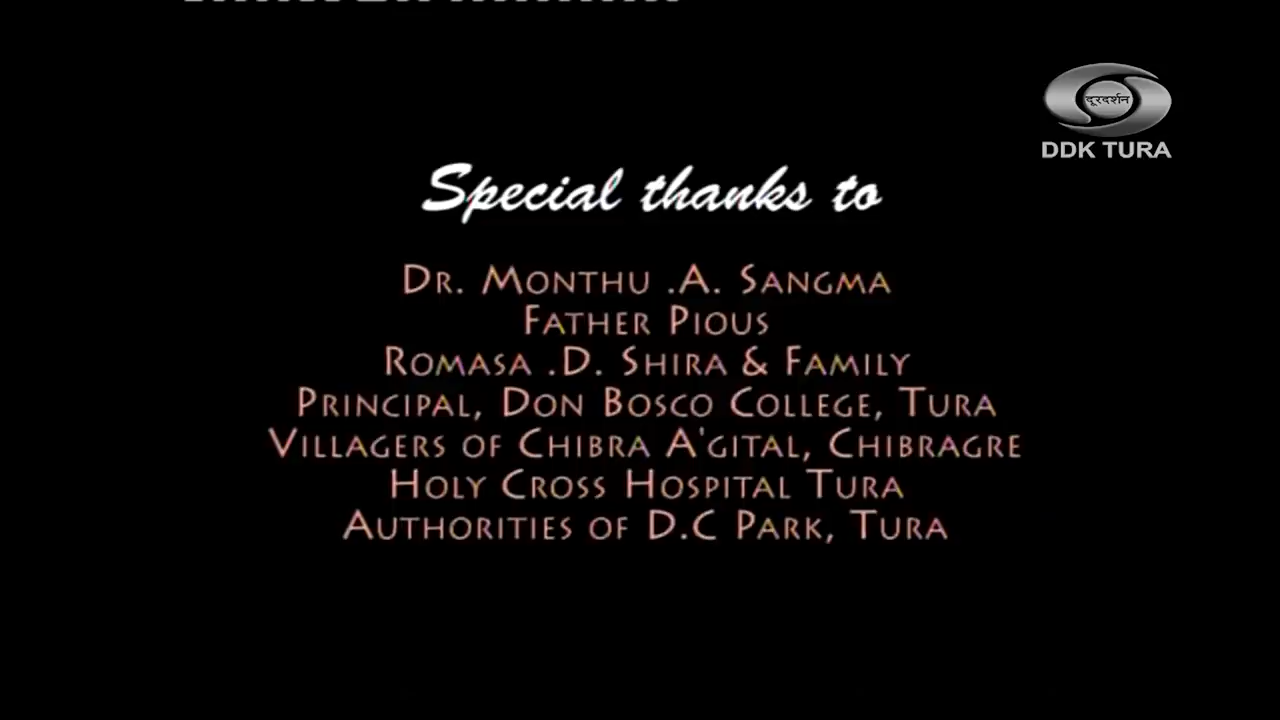 दूरदर्शन
DDK TURA
Special thanks to
DR. MONTHU .A. SANGMA
FATHER PIOUS
ROMASA .D. SHIRA & FAMILY
PRINCIPAL, DON BOSCO COLLEGE, TURA
VILLAGERS OF CHIBRA A'GITAL, CHIBRAGRE
HOLY CROSS HOSPITAL TURA
AUTHORITIES OF D.C PARK, TURA